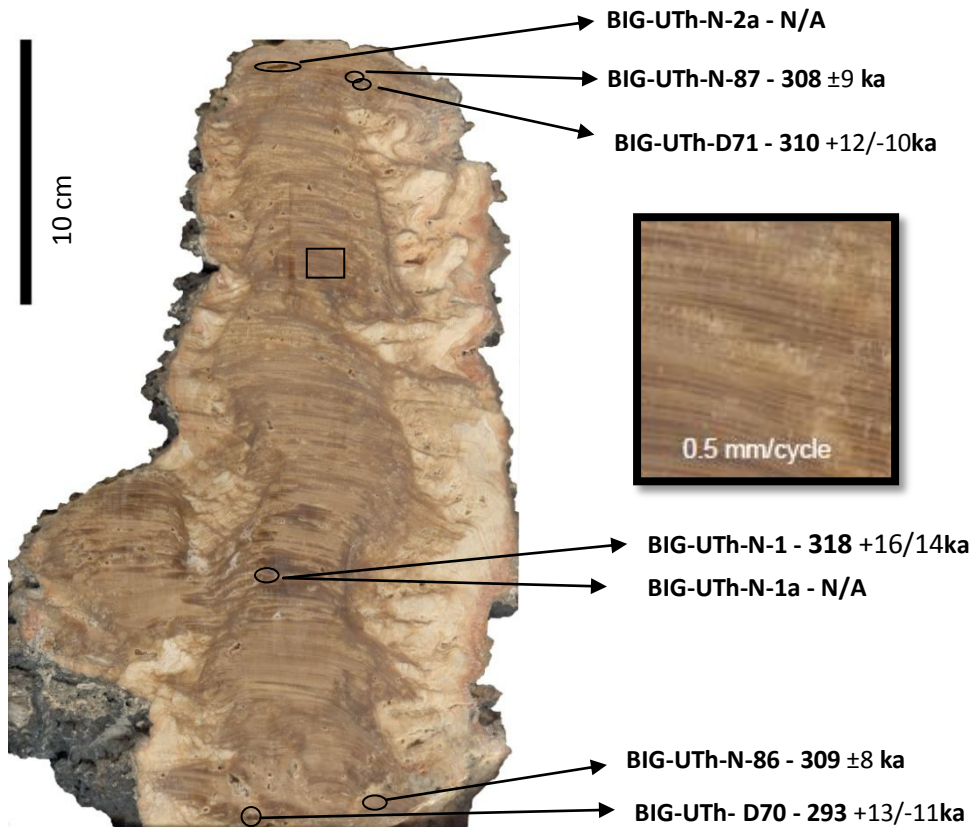 BIG-UTh-N-2a - N/A
BIG-UTh-N-87 - 308 ±9 ka
BIG-UTh-D71 - 310 +12/-10ka
10 cm
0.5 mm/cycle
BIG-UTh-N-1 - 318 +16/14ka
BIG-UTh-N-1a - N/A
BIG-UTh-N-86 - 309 ±8 ka
BIG-UTh- D70 - 293 +13/-11ka